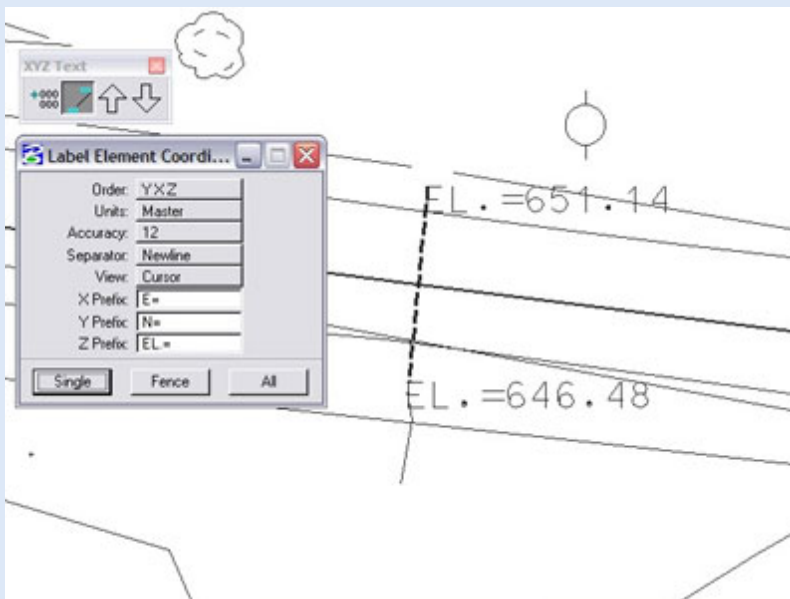 XYZ Text
+000
000
Label Element Coordi...
Order: YXZ
Units: Master
Accuracy: 12
Separator: Newline
View: Cursor
X Prefix: E=
Y Prefix: N=
Z Prefix: EL.=
Single Fence All
EL.=651.14
EL.=646.48